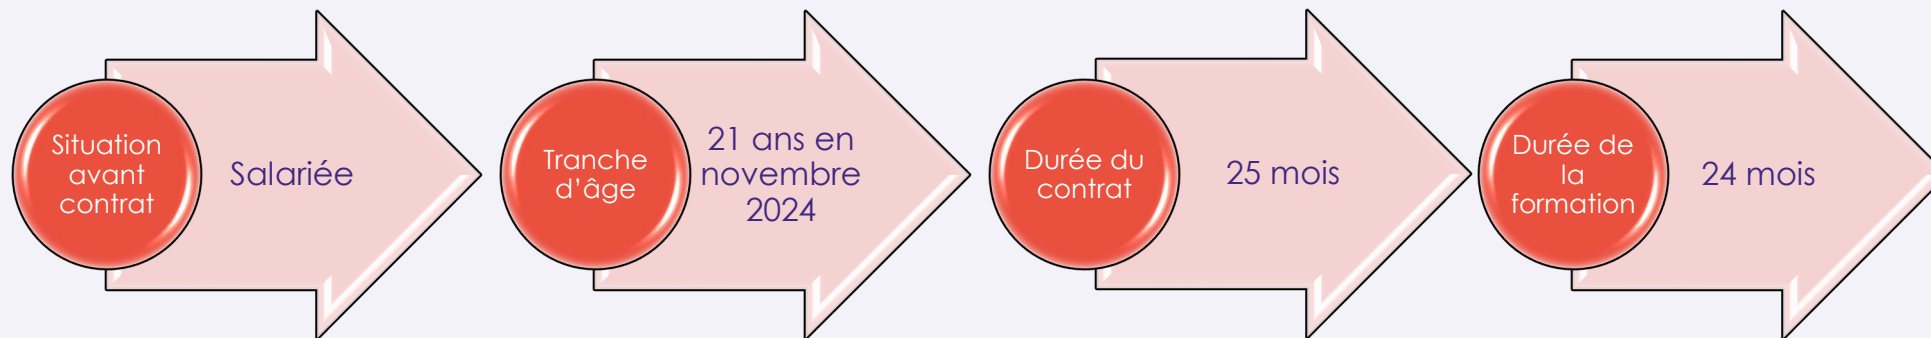 Situation
avant
contrat
Salariée
Tranche
d’âge
21 ans en
novembre
2024
Durée du
contrat
25 mois
Durée de
la
formation
24 mois